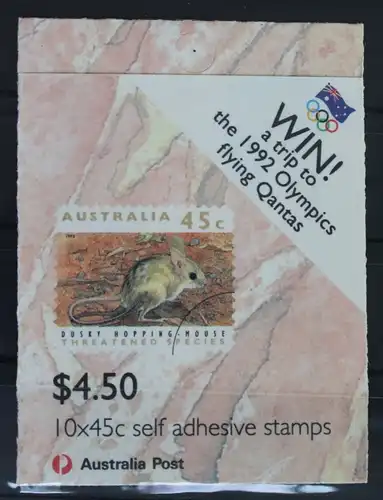 WIN!
a trip to
the 1992 Olympics
flying Qantas
AUSTRALIA 45c
1992
DUSKY HOPPING-MOUSE
THREATENED SPECIES
$4.50
10x45c self adhesive stamps
Australia Post